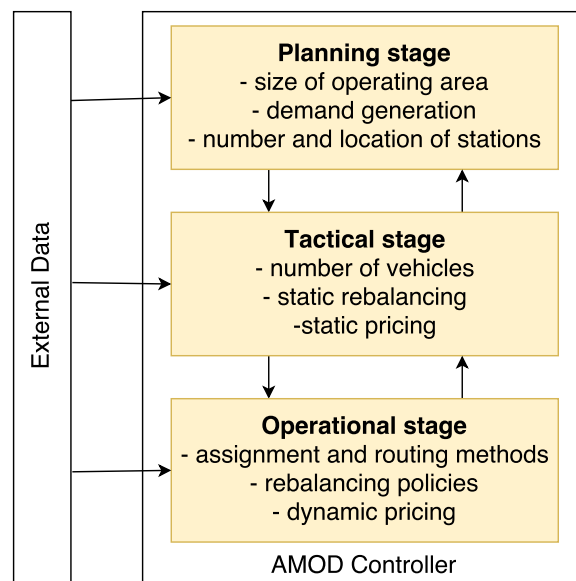 External Data
Planning stage
- size of operating area
- demand generation
- number and location of stations
Tactical stage
- number of vehicles
- static rebalancing
-static pricing
Operational stage
- assignment and routing methods
- rebalancing policies
- dynamic pricing
AMOD Controller